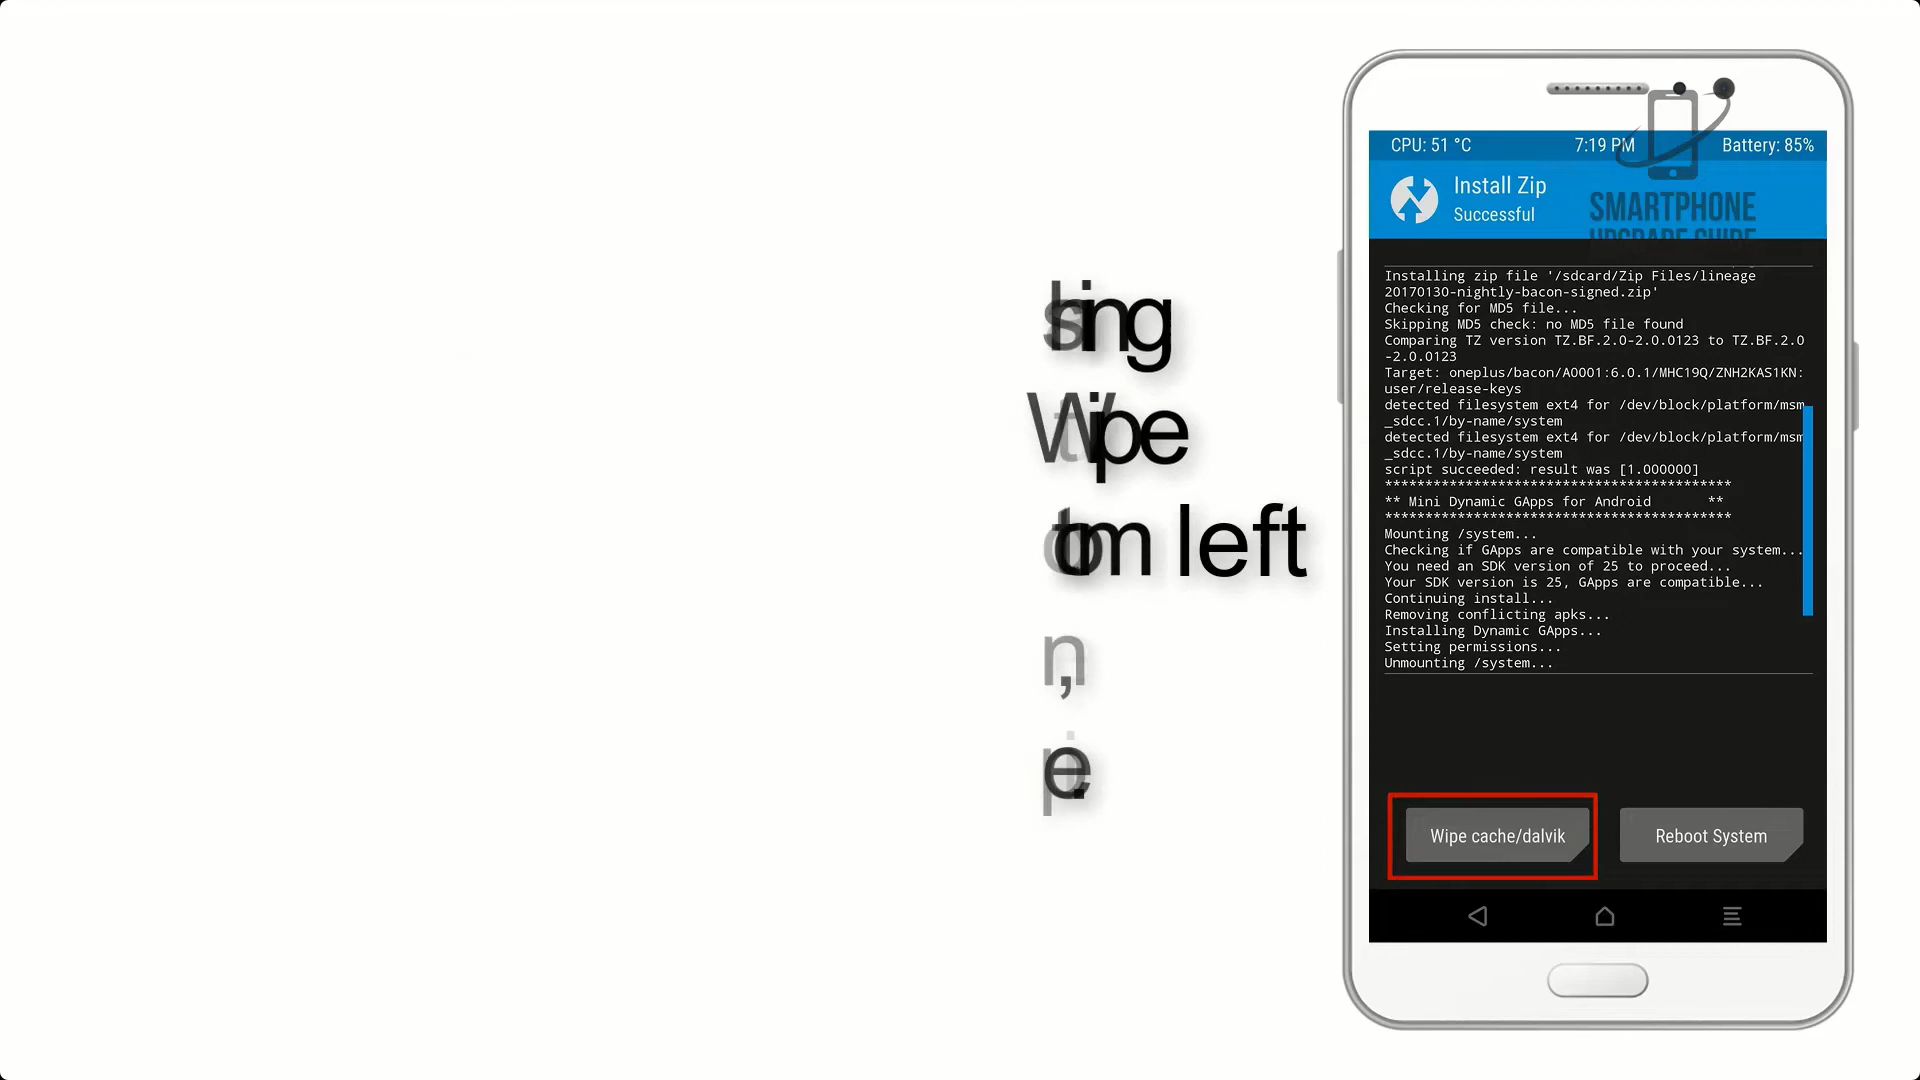 CPU: 51 °C 7:19 PM Battery: 85%
Install Zip
Successful
SMARTPHONE
UPGRADE GUIDE
Installing zip file '/sdcard/Zip Files/lineage
20170130-nightly-bacon-signed.zip'
Checking for MD5 file...
Skipping MD5 check: no MD5 file found
Comparing TZ version TZ.BF.2.0-2.0.0123 to TZ.BF.2.0
-2.0.0123
Target: oneplus/bacon/A0001:6.0.1/MHC19Q/ZNH2KAS1KN:
user/release-keys
detected filesystem ext4 for /dev/block/platform/msm
_sdcc.1/by-name/system
detected filesystem ext4 for /dev/block/platform/msm
_sdcc.1/by-name/system
script succeeded: result was [1.000000]
*******************************************
** Mini Dynamic GApps for Android **
*******************************************
Mounting /system...
Checking if GApps are compatible with your system...
You need an SDK version of 25 to proceed...
Your SDK version is 25, GApps are compatible...
Continuing install...
Removing conflicting apks...
Installing Dynamic GApps...
Setting permissions...
Unmounting /system...
Wipe
left
Wipe cache/dalvik Reboot System